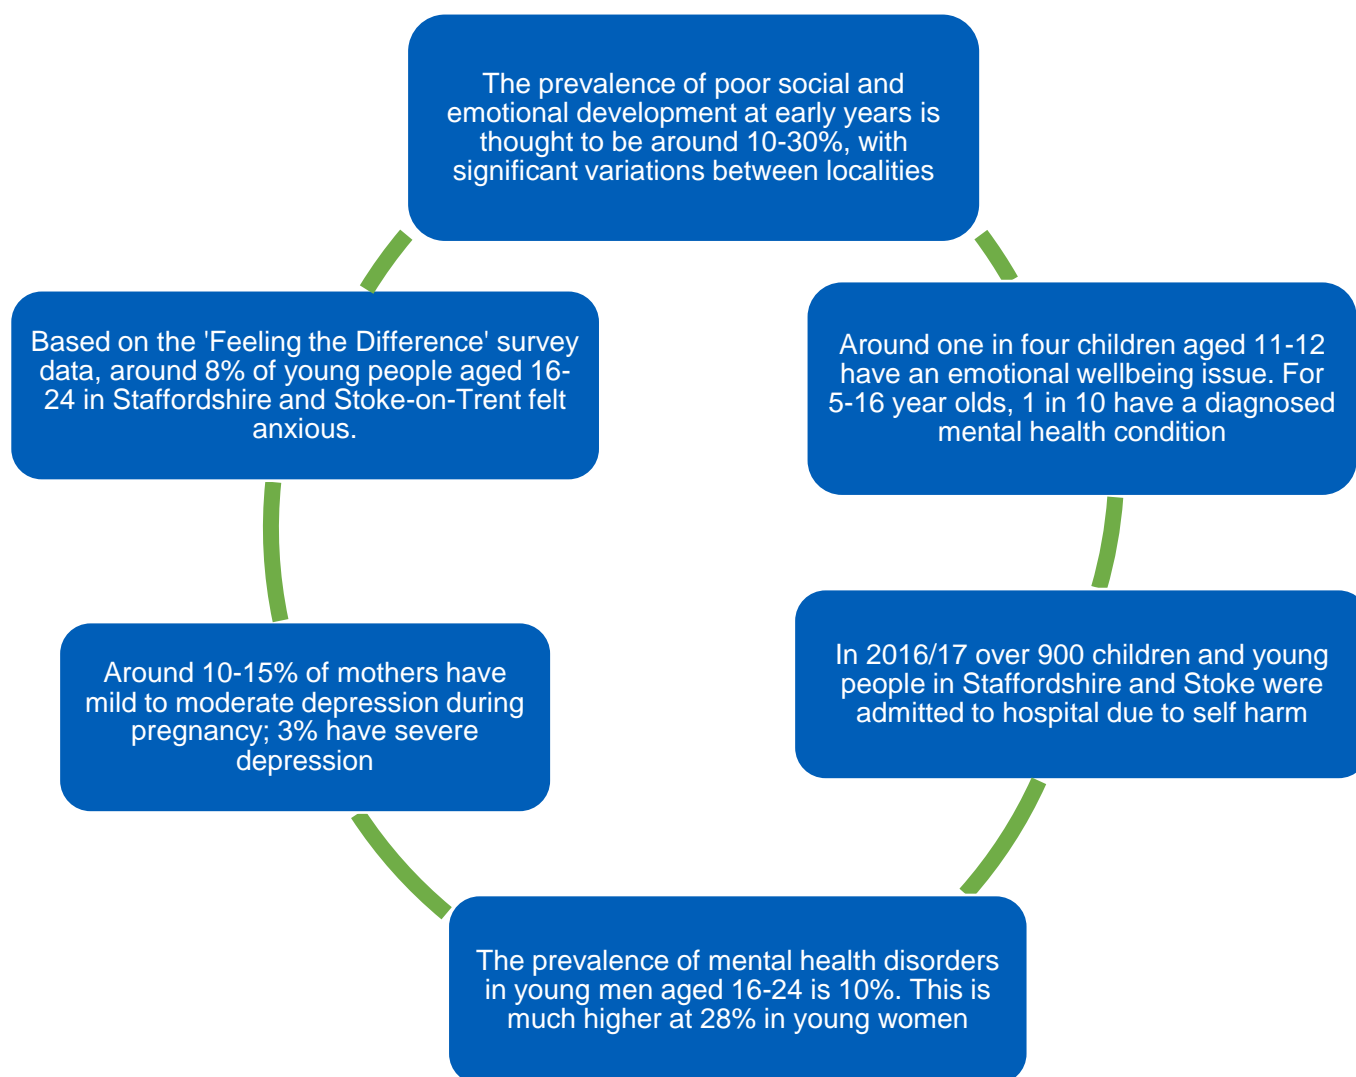 The prevalence of poor social and
emotional development at early years is
thought to be around 10-30%, with
significant variations between localities
Around one in four children aged 11-12
have an emotional wellbeing issue. For
5-16 year olds, 1 in 10 have a diagnosed
mental health condition
In 2016/17 over 900 children and young
people in Staffordshire and Stoke were
admitted to hospital due to self harm
The prevalence of mental health disorders
in young men aged 16-24 is 10%. This is
much higher at 28% in young women
Around 10-15% of mothers have
mild to moderate depression during
pregnancy; 3% have severe
depression
Based on the 'Feeling the Difference' survey
data, around 8% of young people aged 16-
24 in Staffordshire and Stoke-on-Trent felt
anxious.